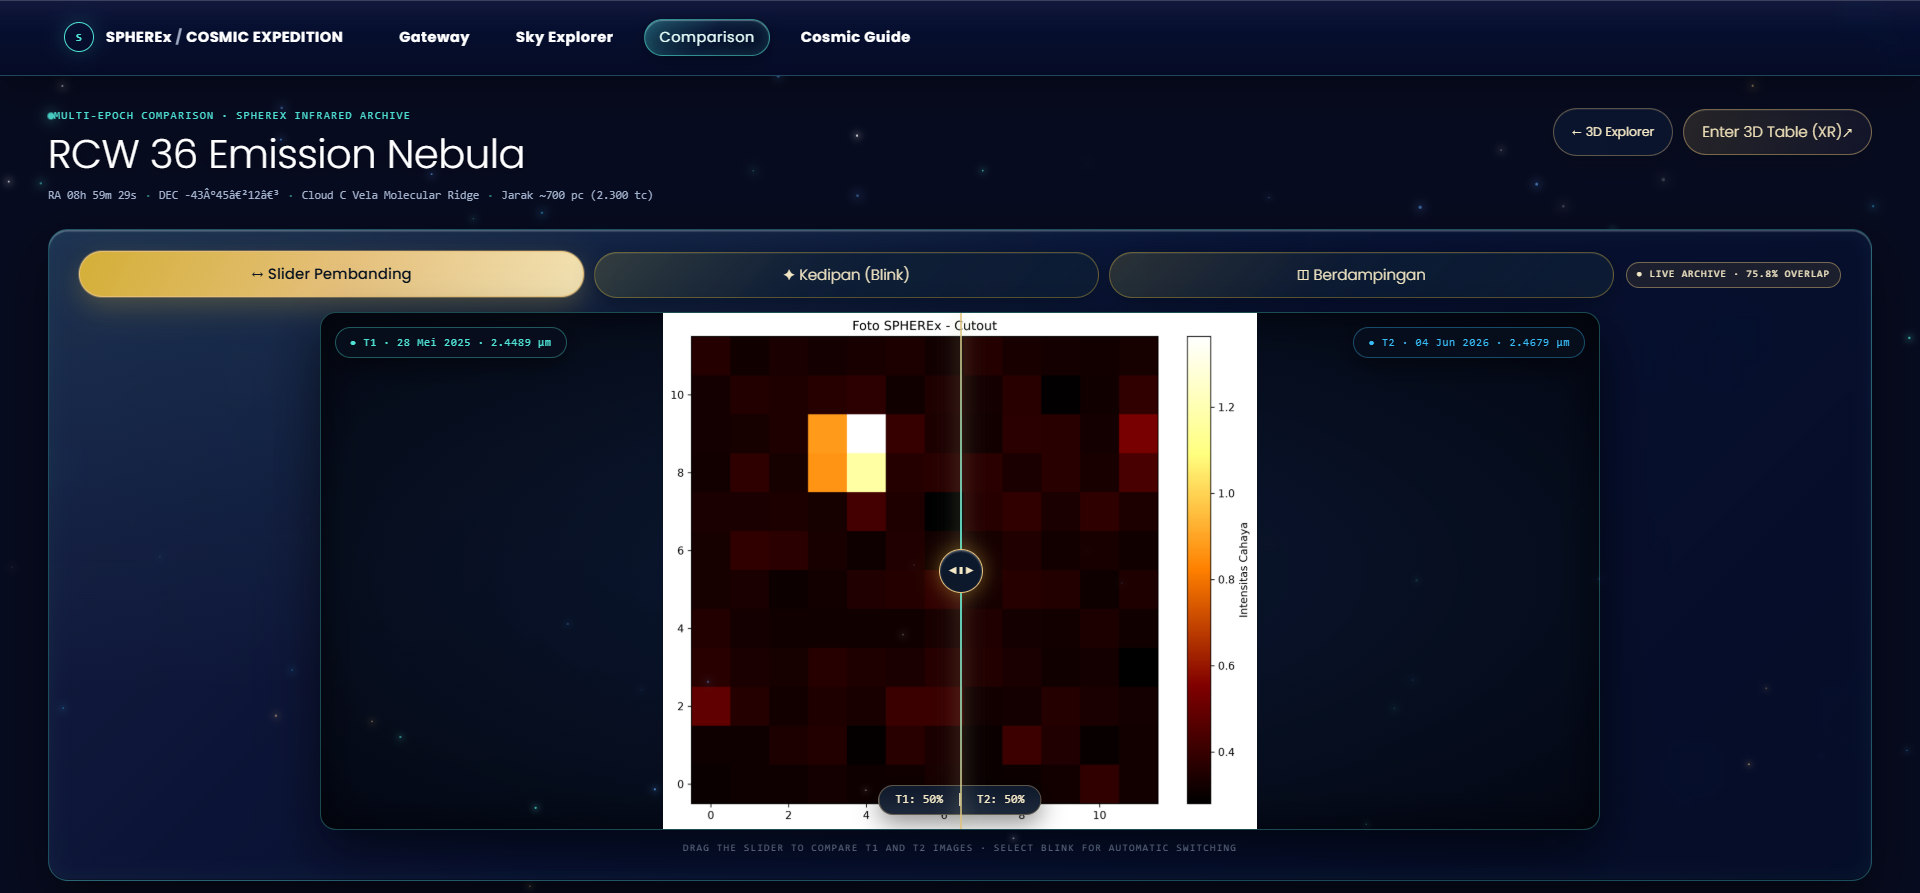 S SPHEREx / COSMIC EXPEDITION Gateway Sky Explorer Comparison Cosmic Guide
MULTI-EPOCH COMPARISON · SPHEREX INFRARED ARCHIVE
RCW 36 Emission Nebula
RA 08h 59m 29s · DEC -43Â°45â€²12â€³ · Cloud C Vela Molecular Ridge · Jarak ~700 pc (2.300 tc)
← 3D Explorer Enter 3D Table (XR)↗
↔ Slider Pembanding ✦ Kedipan (Blink) ◫ Berdampingan ● LIVE ARCHIVE · 75.8% OVERLAP
● T1 · 28 Mei 2025 · 2.4489 μm
Foto SPHEREx - Cutout
● T2 · 04 Jun 2026 · 2.4679 μm
10
8
6
4
2
0
0 2 4 6 8 10
1.2
1.0
0.8
0.6
0.4
Intensitas Cahaya
T1: 50% | T2: 50%
DRAG THE SLIDER TO COMPARE T1 AND T2 IMAGES · SELECT BLINK FOR AUTOMATIC SWITCHING